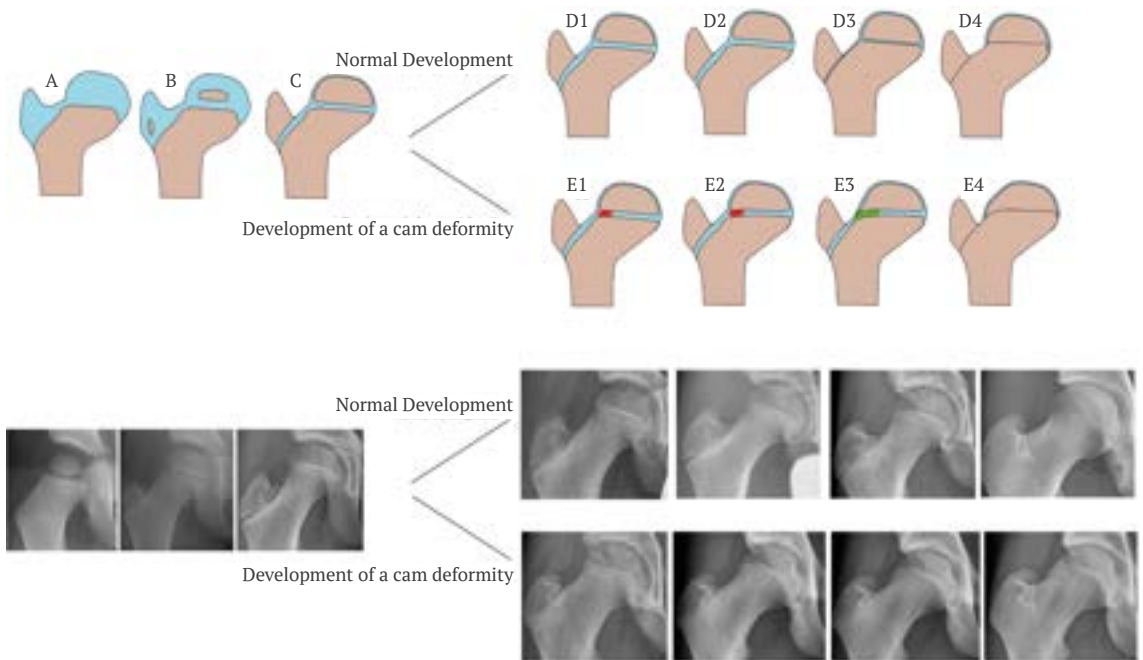 D1
D2
D3
D4
Normal Development
A
B
C
E1
E2
E3
E4
Development of a cam deformity
Normal Development
Development of a cam deformity